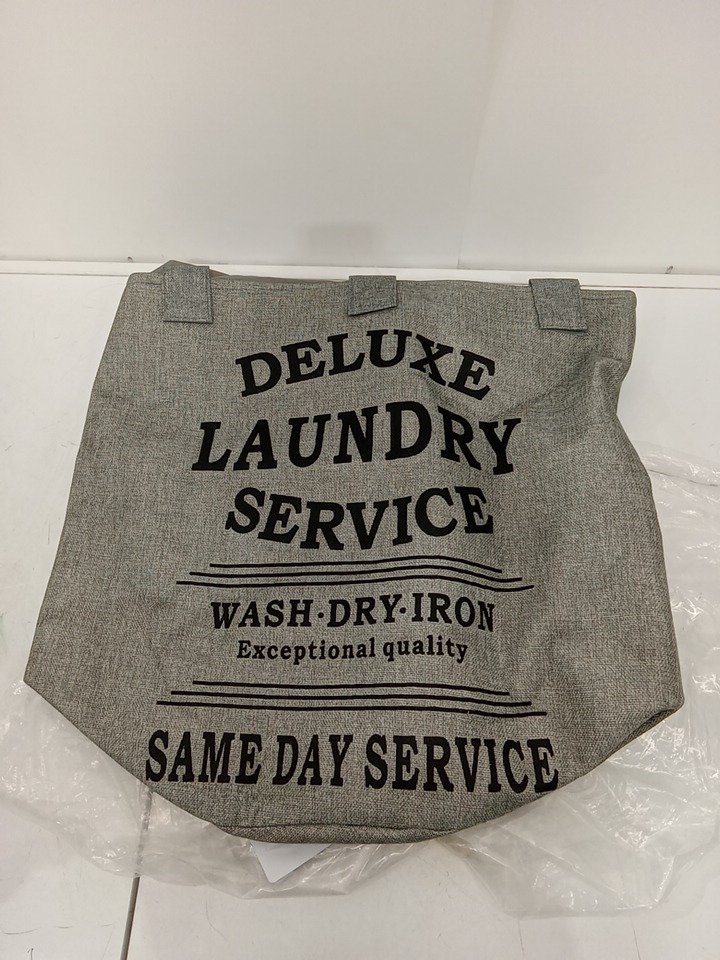 DELUXE
LAUNDRY
SERVICE
WASH·DRY·IRON
Exceptional quality
SAME DAY SERVICE